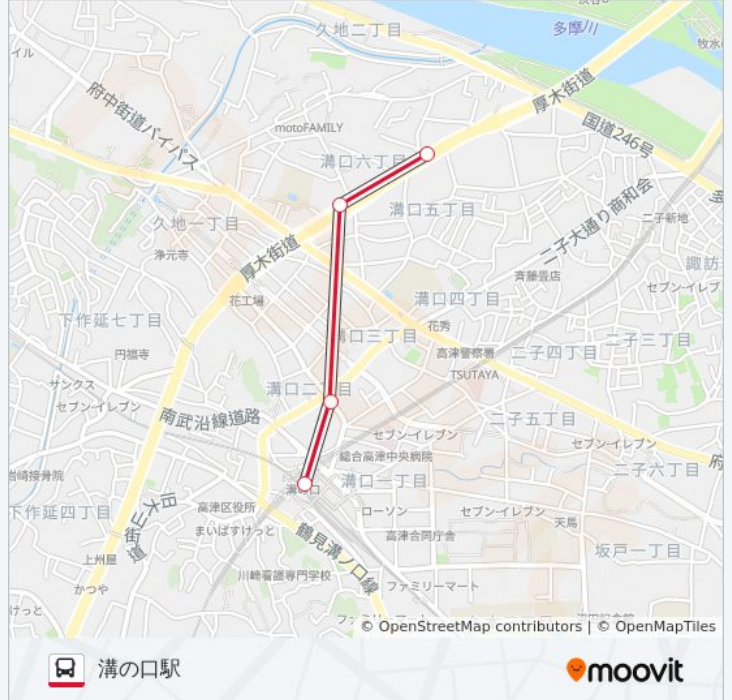 久地二丁目
多摩川
牧水
イル
府中街道バイパス
厚木街道
motoFAMILY
国道246号
溝口六丁目
久地一丁目
溝口五丁目
二子大通り商和会
二子新地
浄元寺
厚木街道
諏訪
斉藤畳店
セブン-イレブ
花工場
溝口四丁目
下作延七丁目
花秀
口三丁目
二子三丁目
円福寺
高津警察署
二子四丁目
TSUTAYA
サンクス
溝口二丁目
セブン-イレブン
南武沿線道路
二子五丁目
セブン-イレブン
セブン-イレブン
総合高津中央病院
府
二子六丁目
岩崎接骨院
溝口一丁目
溝の口
高津区役所
ローソン
セブン-イレブン
下作延四丁目
旧大山街道
天馬
まいばすけっと
高津合同庁舎
鶴見溝ノ口線
坂戸一丁目
上州屋
川崎看護専門学校
かつや
ファミリーマート
けっと
© OpenStreetMap contributors | © OpenMapTiles
溝の口駅
moovit